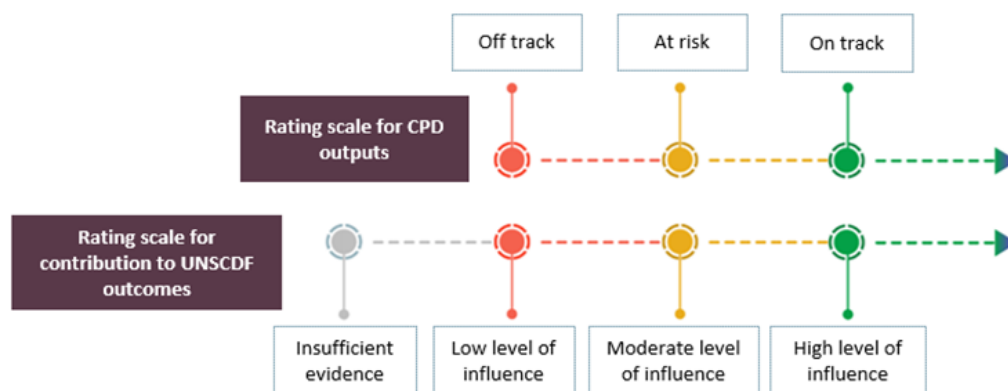 Off track
At risk
On track
Rating scale for CPD
outputs
Rating scale for
contribution to UNSCDF
outcomes
Insufficient
evidence
Low level of
influence
Moderate level
of influence
High level of
influence